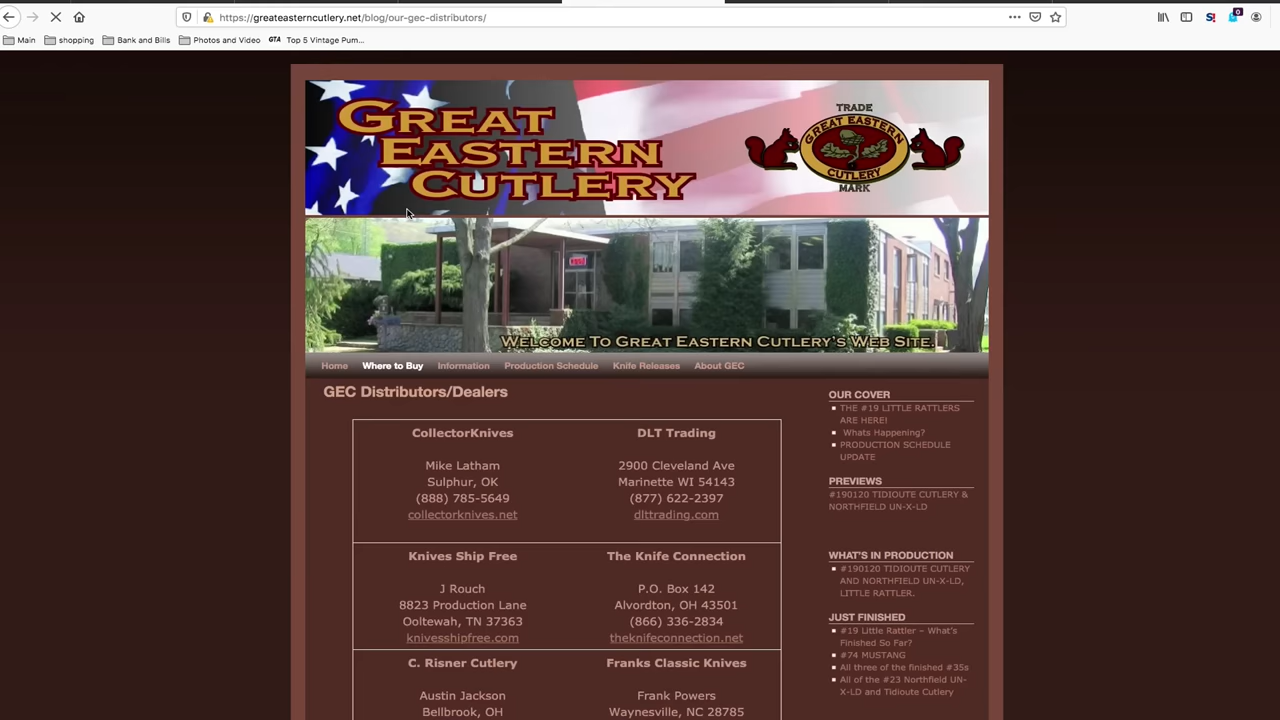 https://greateasterncutlery.net/blog/our-gec-distributors/
0
Main shopping Bank and Bills Photos and Video GTA Top 5 Vintage Pum...
GREAT
EASTERN
CUTLERY
TRADE
GREAT EASTERN
CUTLERY
MARK
OPEN
WELCOME TO GREAT EASTERN CUTLERY'S WEB SITE.
Home Where to Buy Information Production Schedule Knife Releases About GEC
GEC Distributors/Dealers
CollectorKnives
Mike Latham
Sulphur, OK
(888) 785-5649
collectorknives.net
DLT Trading
2900 Cleveland Ave
Marinette WI 54143
(877) 622-2397
dlttrading.com
Knives Ship Free
J Rouch
8823 Production Lane
Ooltewah, TN 37363
knivesshipfree.com
The Knife Connection
P.O. Box 142
Alvordton, OH 43501
(866) 336-2834
theknifeconnection.net
C. Risner Cutlery
Austin Jackson
Bellbrook, OH
Franks Classic Knives
Frank Powers
Waynesville, NC 28785
OUR COVER
THE #19 LITTLE RATTLERS
ARE HERE!
Whats Happening?
PRODUCTION SCHEDULE
UPDATE
PREVIEWS
#190120 TIDIOUTE CUTLERY &
NORTHFIELD UN-X-LD
WHAT'S IN PRODUCTION
#190120 TIDIOUTE CUTLERY
AND NORTHFIELD UN-X-LD,
LITTLE RATTLER.
JUST FINISHED
#19 Little Rattler – What's
Finished So Far?
#74 MUSTANG
All three of the finished #35s
All of the #23 Northfield UN-
X-LD and Tidioute Cutlery